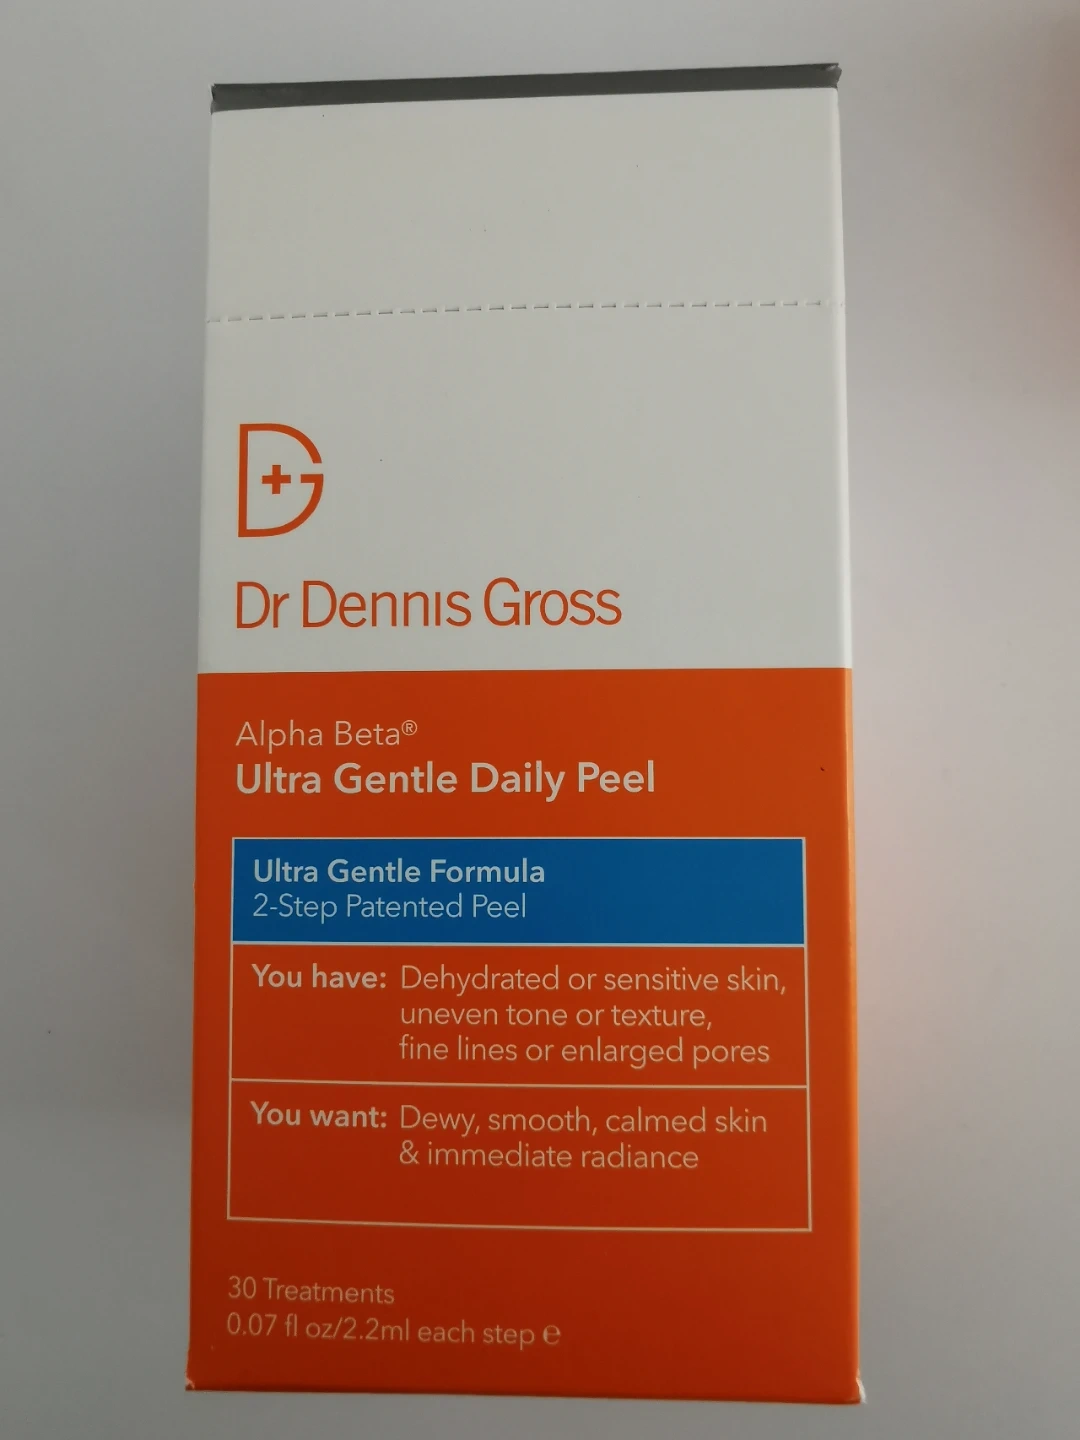 Dr Dennis Gross
Alpha Beta®
Ultra Gentle Daily Peel
Ultra Gentle Formula
2-Step Patented Peel
You have: Dehydrated or sensitive skin,
uneven tone or texture,
fine lines or enlarged pores
You want: Dewy, smooth, calmed skin
& immediate radiance
30 Treatments
0.07 fl oz/2.2ml each step ℮